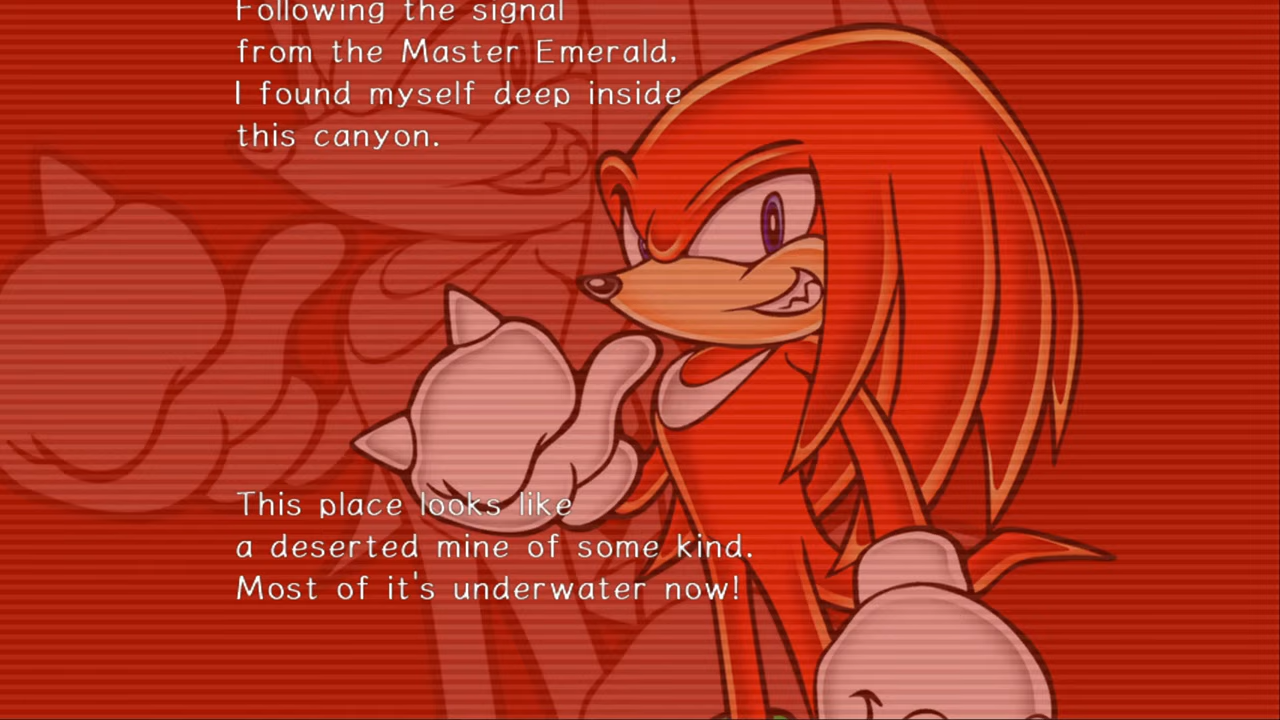 Following the signal
from the Master Emerald,
I found myself deep inside
this canyon.
This place looks like
a deserted mine of some kind.
Most of it's underwater now!